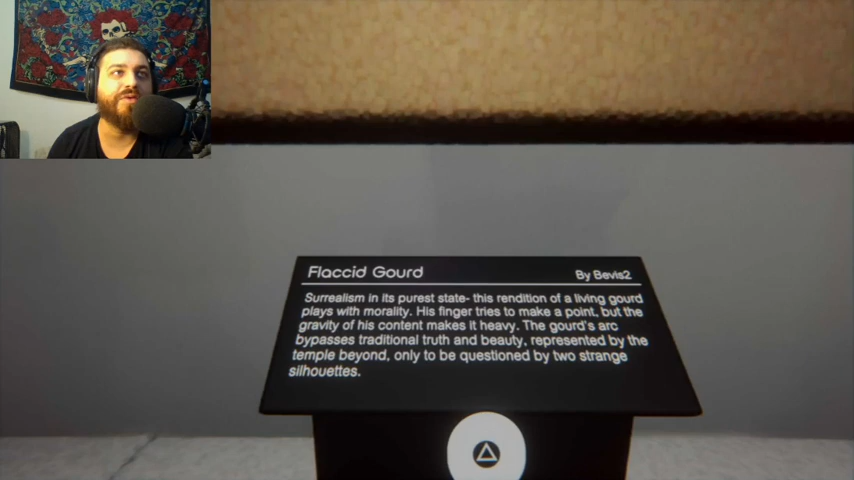 Flaccid Gourd By Bevis2
Surrealism in its purest state- this rendition of a living gourd
plays with morality. His finger tries to make a point, but the
gravity of his content makes it heavy. The gourd's arc
bypasses traditional truth and beauty, represented by the
temple beyond, only to be questioned by two strange
silhouettes.